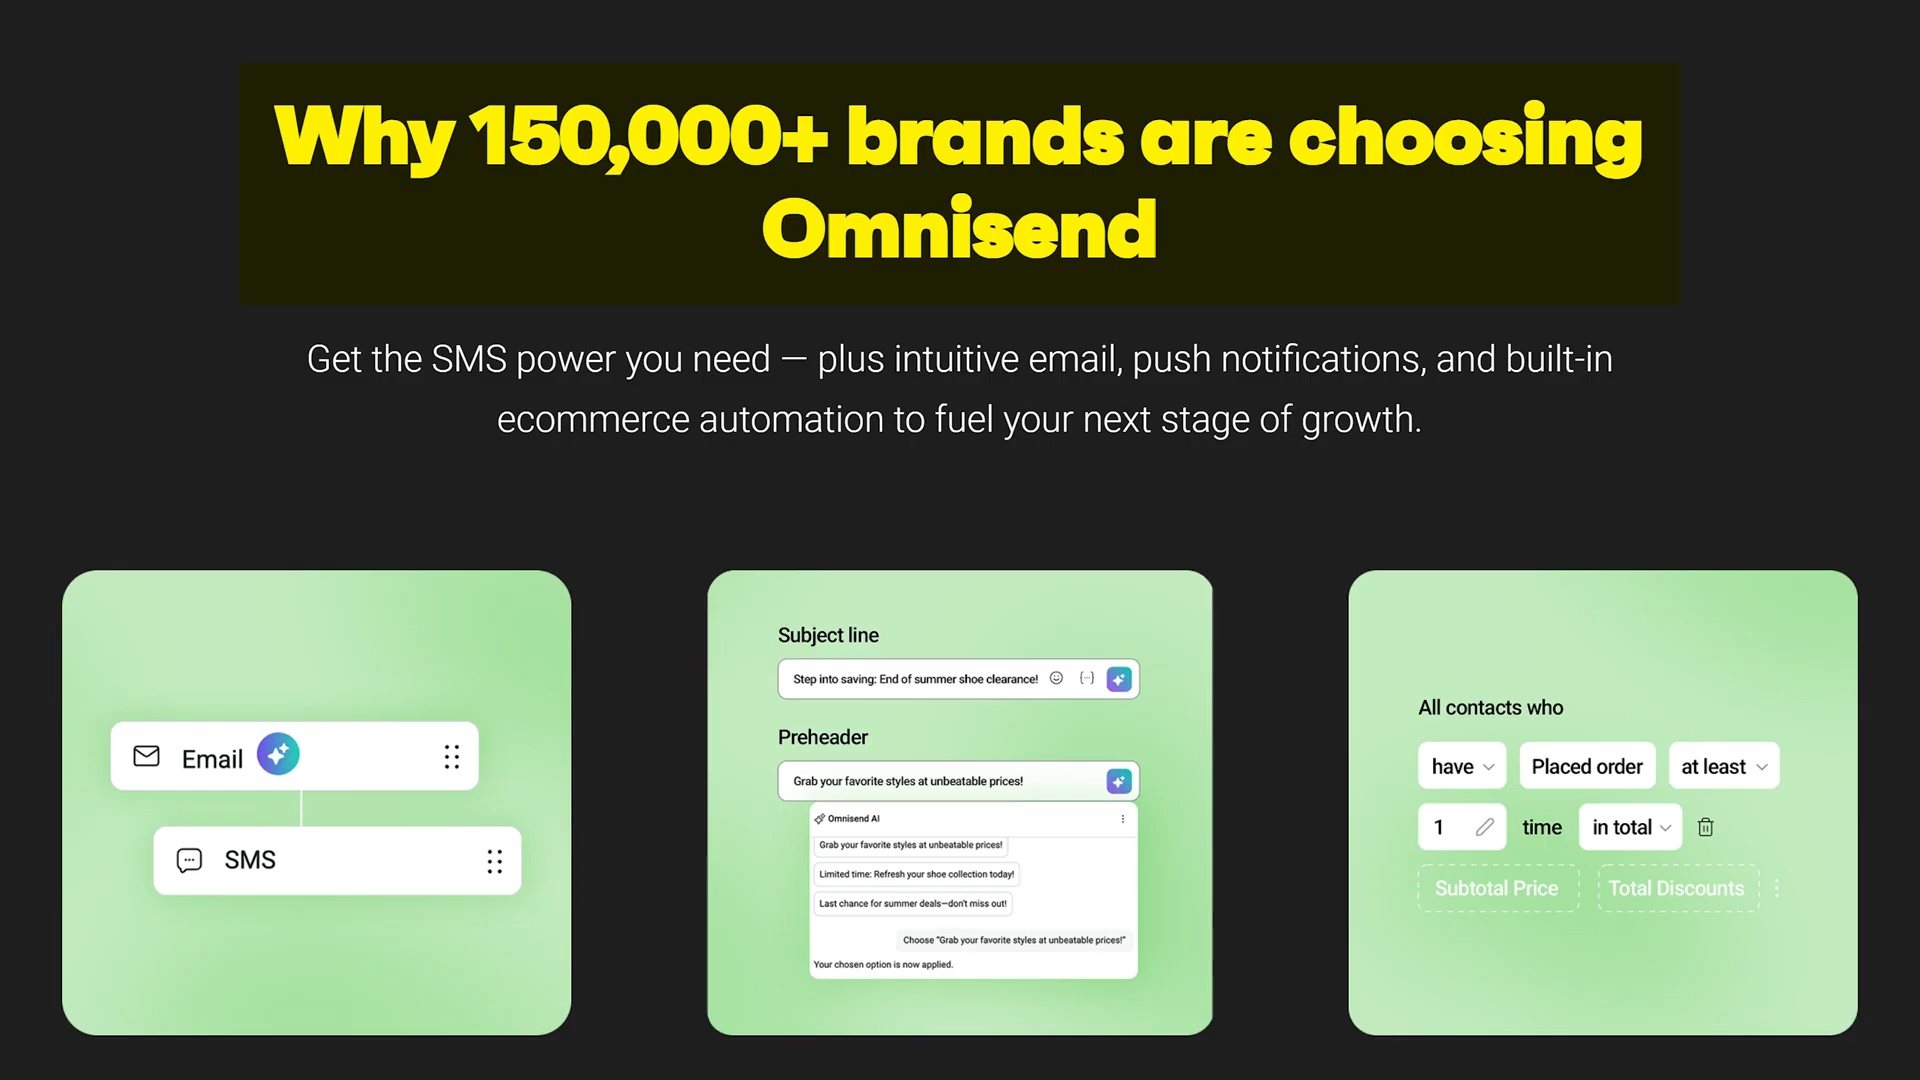 Why 150,000+ brands are choosing
Omnisend
Get the SMS power you need — plus intuitive email, push notifications, and built-in
ecommerce automation to fuel your next stage of growth.
Email
SMS
Subject line
Step into saving: End of summer shoe clearance!
Preheader
Grab your favorite styles at unbeatable prices!
Omnisend AI
Grab your favorite styles at unbeatable prices!
Limited time: Refresh your shoe collection today!
Last chance for summer deals—don't miss out!
Choose "Grab your favorite styles at unbeatable prices!"
Your chosen option is now applied.
All contacts who
have Placed order at least
1 time in total
Subtotal Price Total Discounts